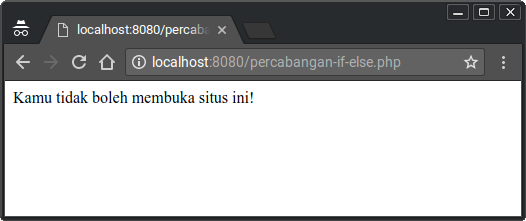 localhost:8080/percaba
localhost:8080/percabangan-if-else.php
Kamu tidak boleh membuka situs ini!